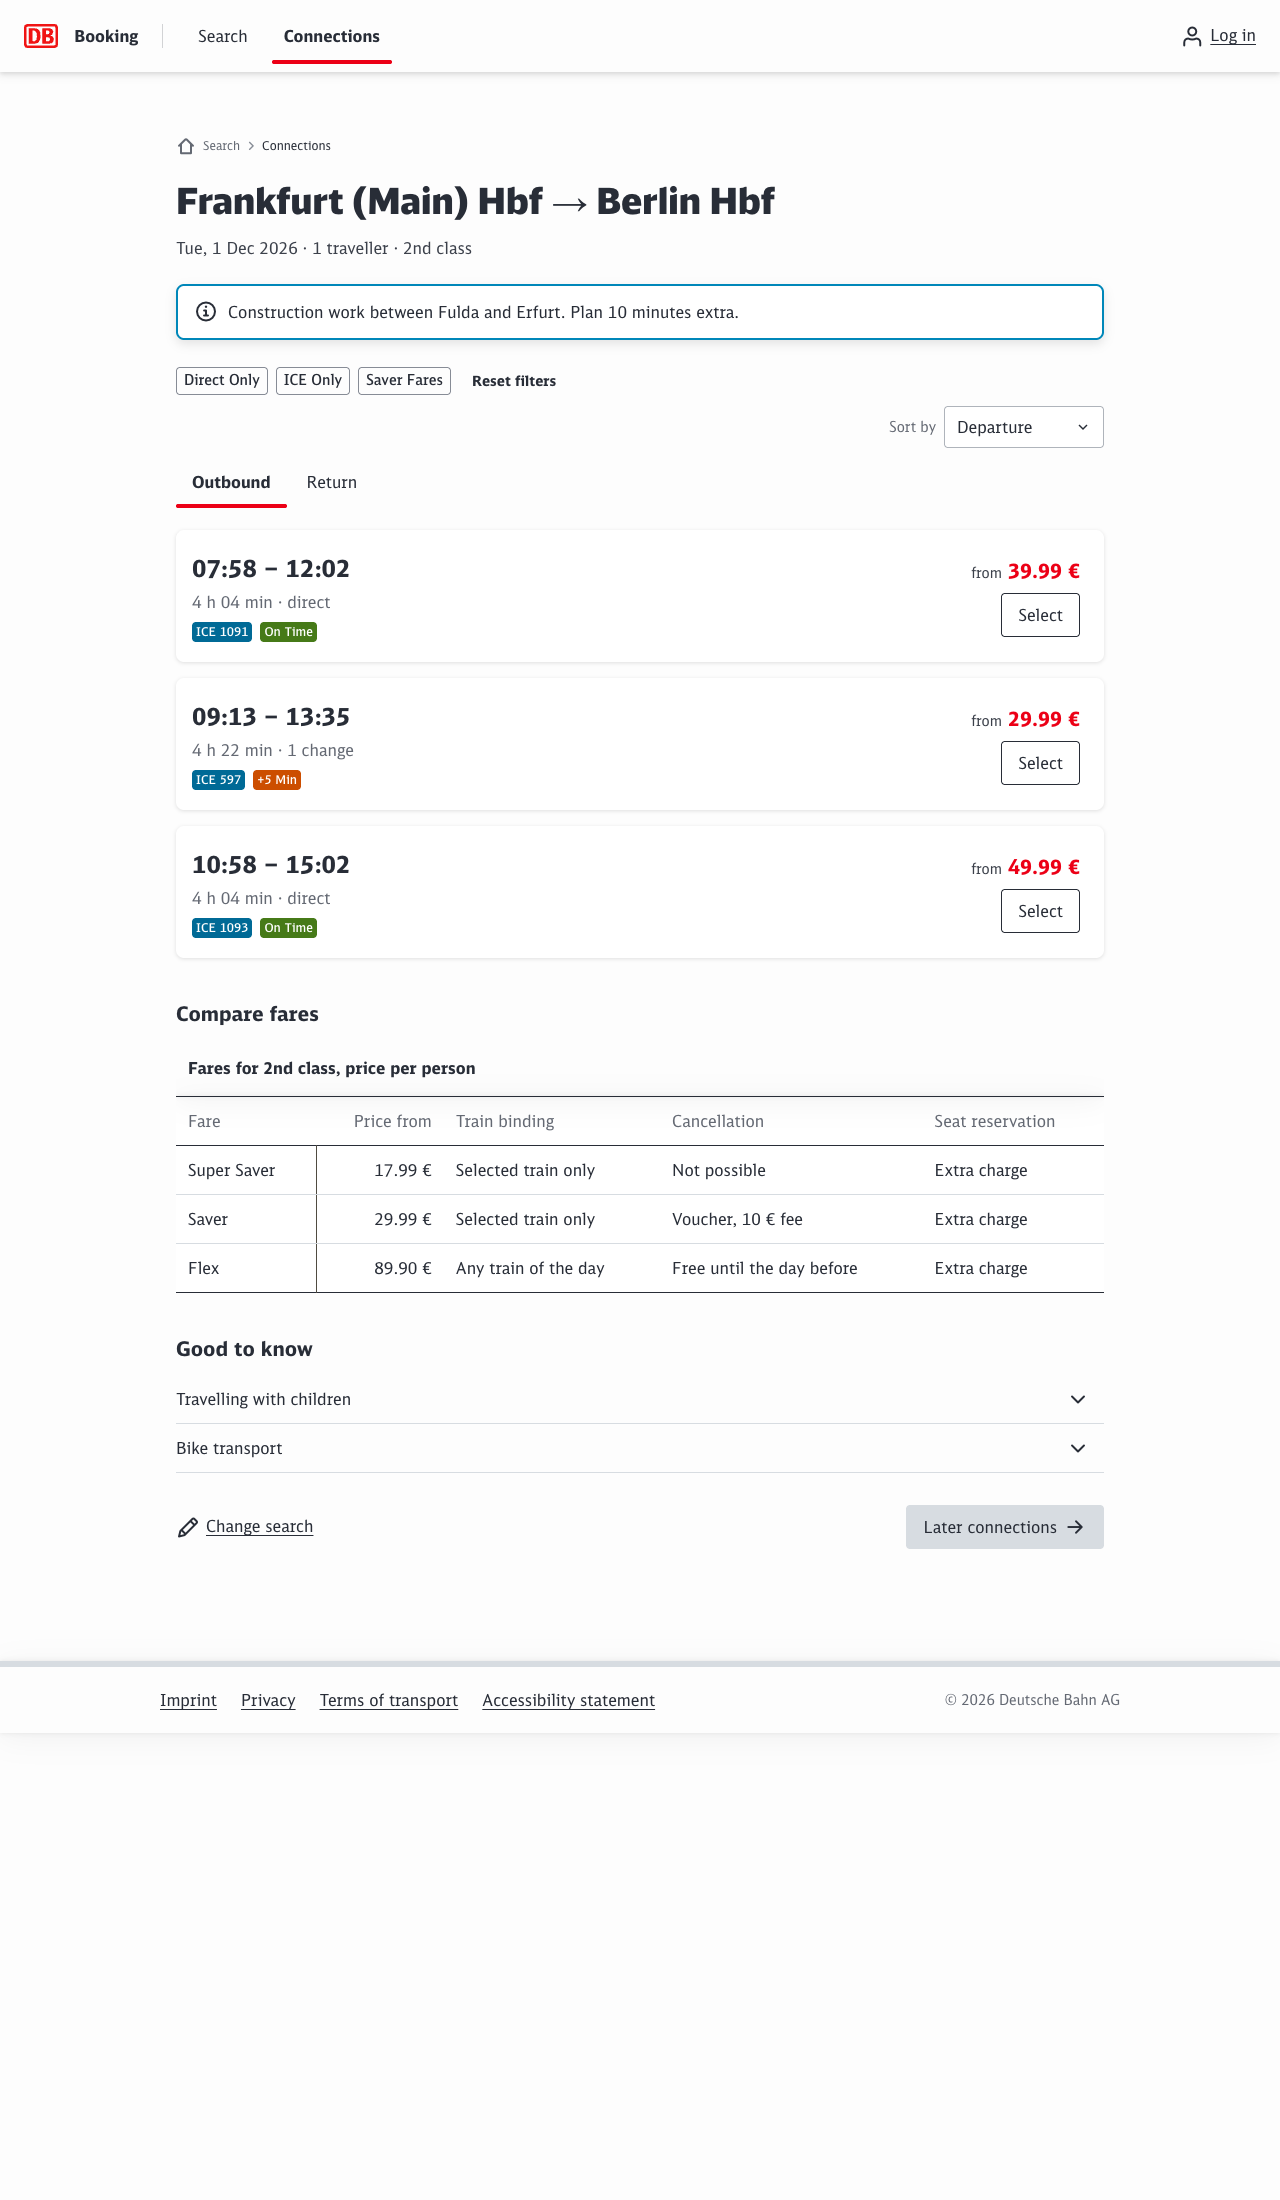 DB Booking Search Connections Log in
Search Connections
Frankfurt (Main) Hbf → Berlin Hbf
Tue, 1 Dec 2026 · 1 traveller · 2nd class
Construction work between Fulda and Erfurt. Plan 10 minutes extra.
Direct Only ICE Only Saver Fares Reset filters
Sort by Departure
Outbound Return
07:58 – 12:02
from 39.99 €
4 h 04 min · direct
Select
ICE 1091 On Time
09:13 – 13:35
from 29.99 €
4 h 22 min · 1 change
Select
ICE 597 +5 Min
10:58 – 15:02
from 49.99 €
4 h 04 min · direct
Select
ICE 1093 On Time
Compare fares
Fares for 2nd class, price per person
Fare Price from Train binding Cancellation Seat reservation
Super Saver 17.99 € Selected train only Not possible Extra charge
Saver 29.99 € Selected train only Voucher, 10 € fee Extra charge
Flex 89.90 € Any train of the day Free until the day before Extra charge
Good to know
Travelling with children
Bike transport
Change search Later connections
Imprint Privacy Terms of transport Accessibility statement © 2026 Deutsche Bahn AG